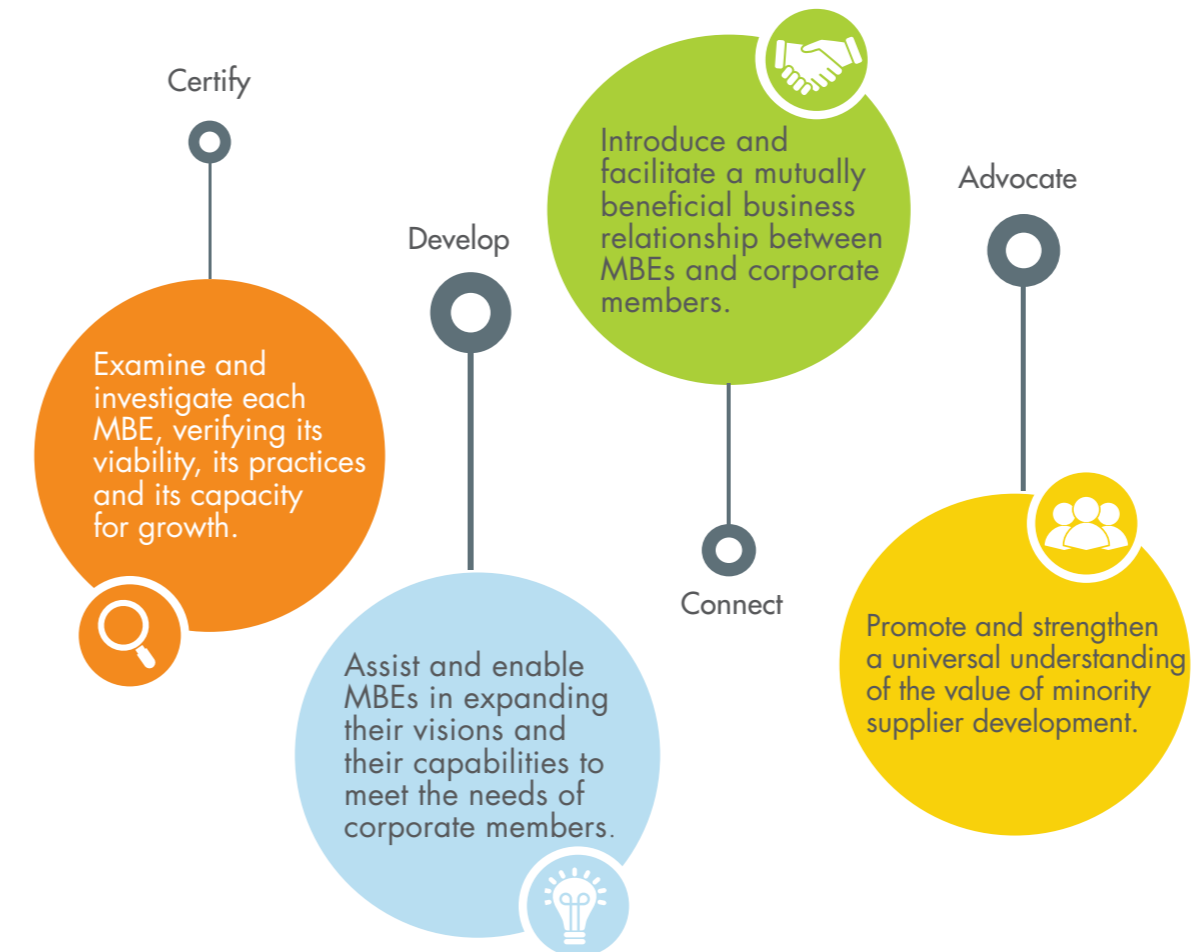 Certify
Examine and
investigate each
MBE, verifying its
viability, its practices
and its capacity
for growth.
Develop
Assist and enable
MBEs in expanding
their visions and
their capabilities to
meet the needs of
corporate members.
Introduce and
facilitate a mutually
beneficial business
relationship between
MBEs and corporate
members.
Connect
Advocate
Promote and strengthen
a universal understanding
of the value of minority
supplier development.